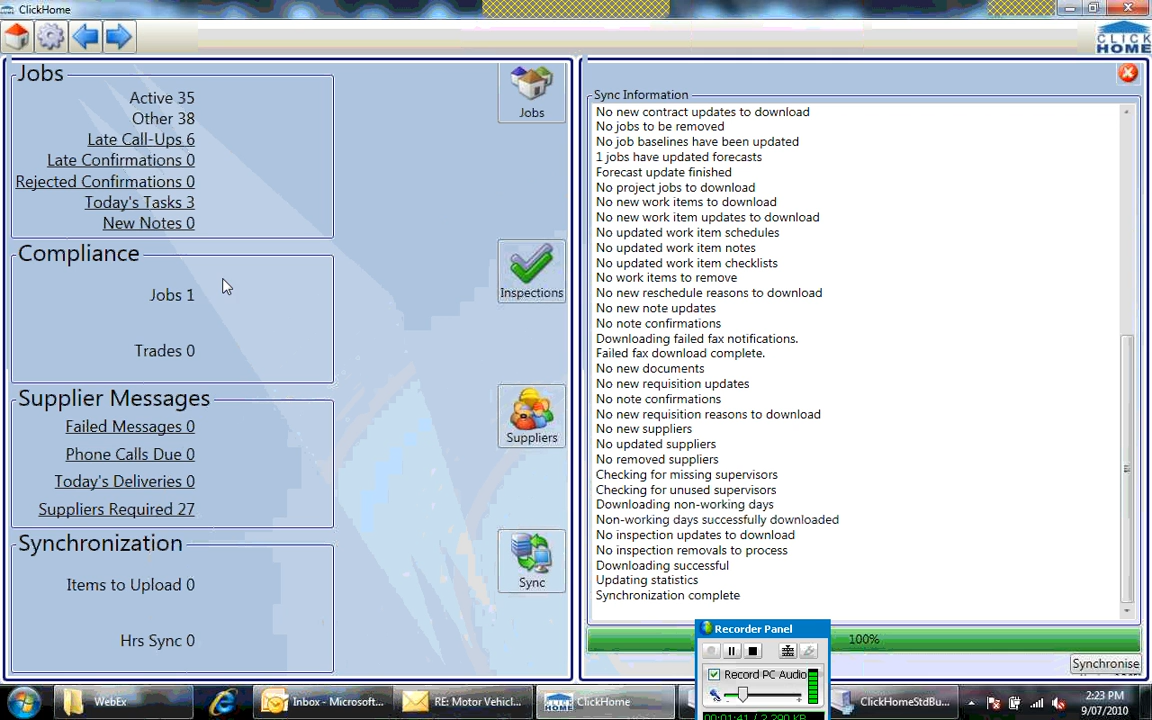 ClickHome
CLICK
HOME
Jobs
Active 35
Other 38
Late Call-Ups 6
Late Confirmations 0
Rejected Confirmations 0
Today's Tasks 3
New Notes 0
Jobs
Compliance
Jobs 1
Trades 0
Inspections
Supplier Messages
Failed Messages 0
Phone Calls Due 0
Today's Deliveries 0
Suppliers Required 27
Suppliers
Synchronization
Items to Upload 0
Hrs Sync 0
Sync
Sync Information
No new contract updates to download
No jobs to be removed
No job baselines have been updated
1 jobs have updated forecasts
Forecast update finished
No project jobs to download
No new work items to download
No new work item updates to download
No updated work item schedules
No updated work item notes
No updated work item checklists
No work items to remove
No new reschedule reasons to download
No new note updates
No note confirmations
Downloading failed fax notifications.
Failed fax download complete.
No new documents
No new requisition updates
No note confirmations
No new requisition reasons to download
No new suppliers
No updated suppliers
No removed suppliers
Checking for missing supervisors
Checking for unused supervisors
Downloading non-working days
Non-working days successfully downloaded
No inspection updates to download
No inspection removals to process
Downloading successful
Updating statistics
Synchronization complete
100%
Synchronise
Recorder Panel
Record PC Audio
00:01:41 / 2,290 KB
WebEx
Inbox - Microsoft...
RE: Motor Vehicl...
ClickHome
ClickHomeStdBu...
2:23 PM
9/07/2010